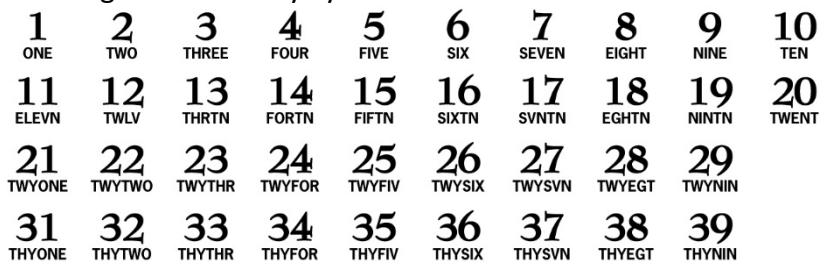 1 2 3 4 5 6 7 8 9 10
ONE TWO THREE FOUR FIVE SIX SEVEN EIGHT NINE TEN
11 12 13 14 15 16 17 18 19 20
ELEVN TWLV THRTN FORTN FIFTN SIXTN SVNTN EGHTN NINTN TWENT
21 22 23 24 25 26 27 28 29
TWYONE TWYTWO TWYTHR TWYFOR TWYFIV TWYSIX TWYSVN TWYEGT TWYNIN
31 32 33 34 35 36 37 38 39
THYONE THYTWO THYTHR THYFOR THYFIV THYSIX THYSVN THYEGT THYNIN